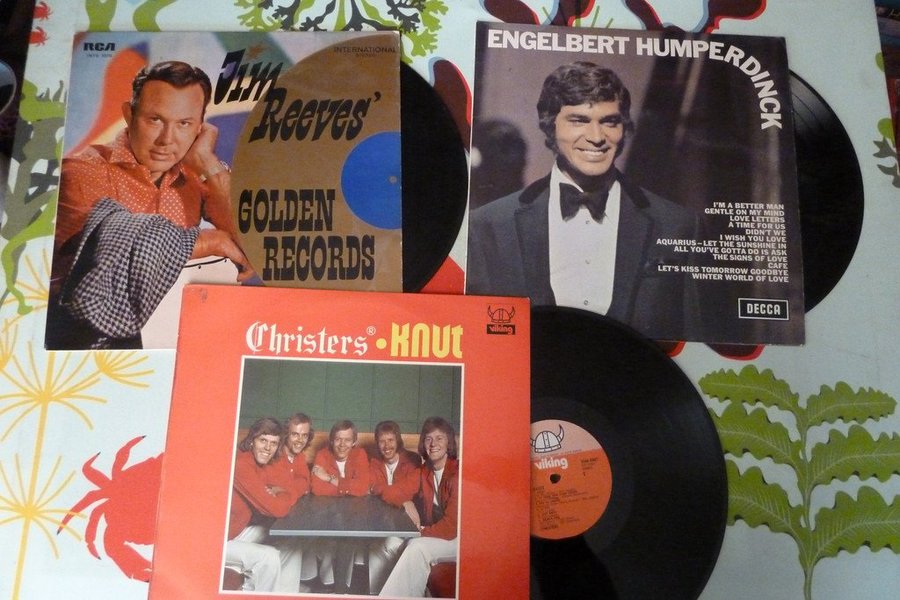 RCA
INTERNATIONAL
Jim
Reeves'
GOLDEN
RECORDS
ENGELBERT HUMPERDINCK
I'M A BETTER MAN
GENTLE ON MY MIND
LOVE LETTERS
A TIME FOR US
DIDN'T WE
I WISH YOU LOVE
AQUARIUS – LET THE SUNSHINE IN
ALL YOU'VE GOTTA DO IS ASK
THE SIGNS OF LOVE
CAFE
LET'S KISS TOMORROW GOODBYE
WINTER WORLD OF LOVE
DECCA
Christers® • KNUT
viking
viking